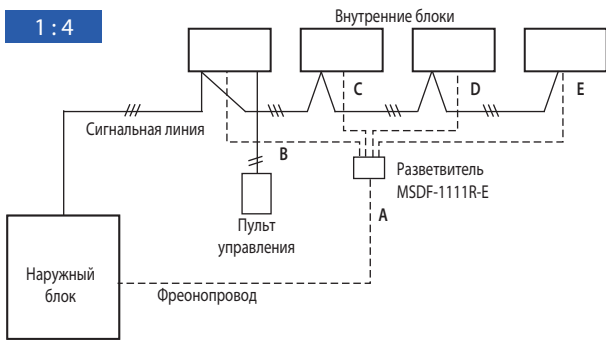 1 : 4
Внутренние блоки
C
D
E
Сигнальная линия
B
Разветвитель
MSDF-1111R-E
A
Пульт
управления
Наружный
блок
Фреонопровод